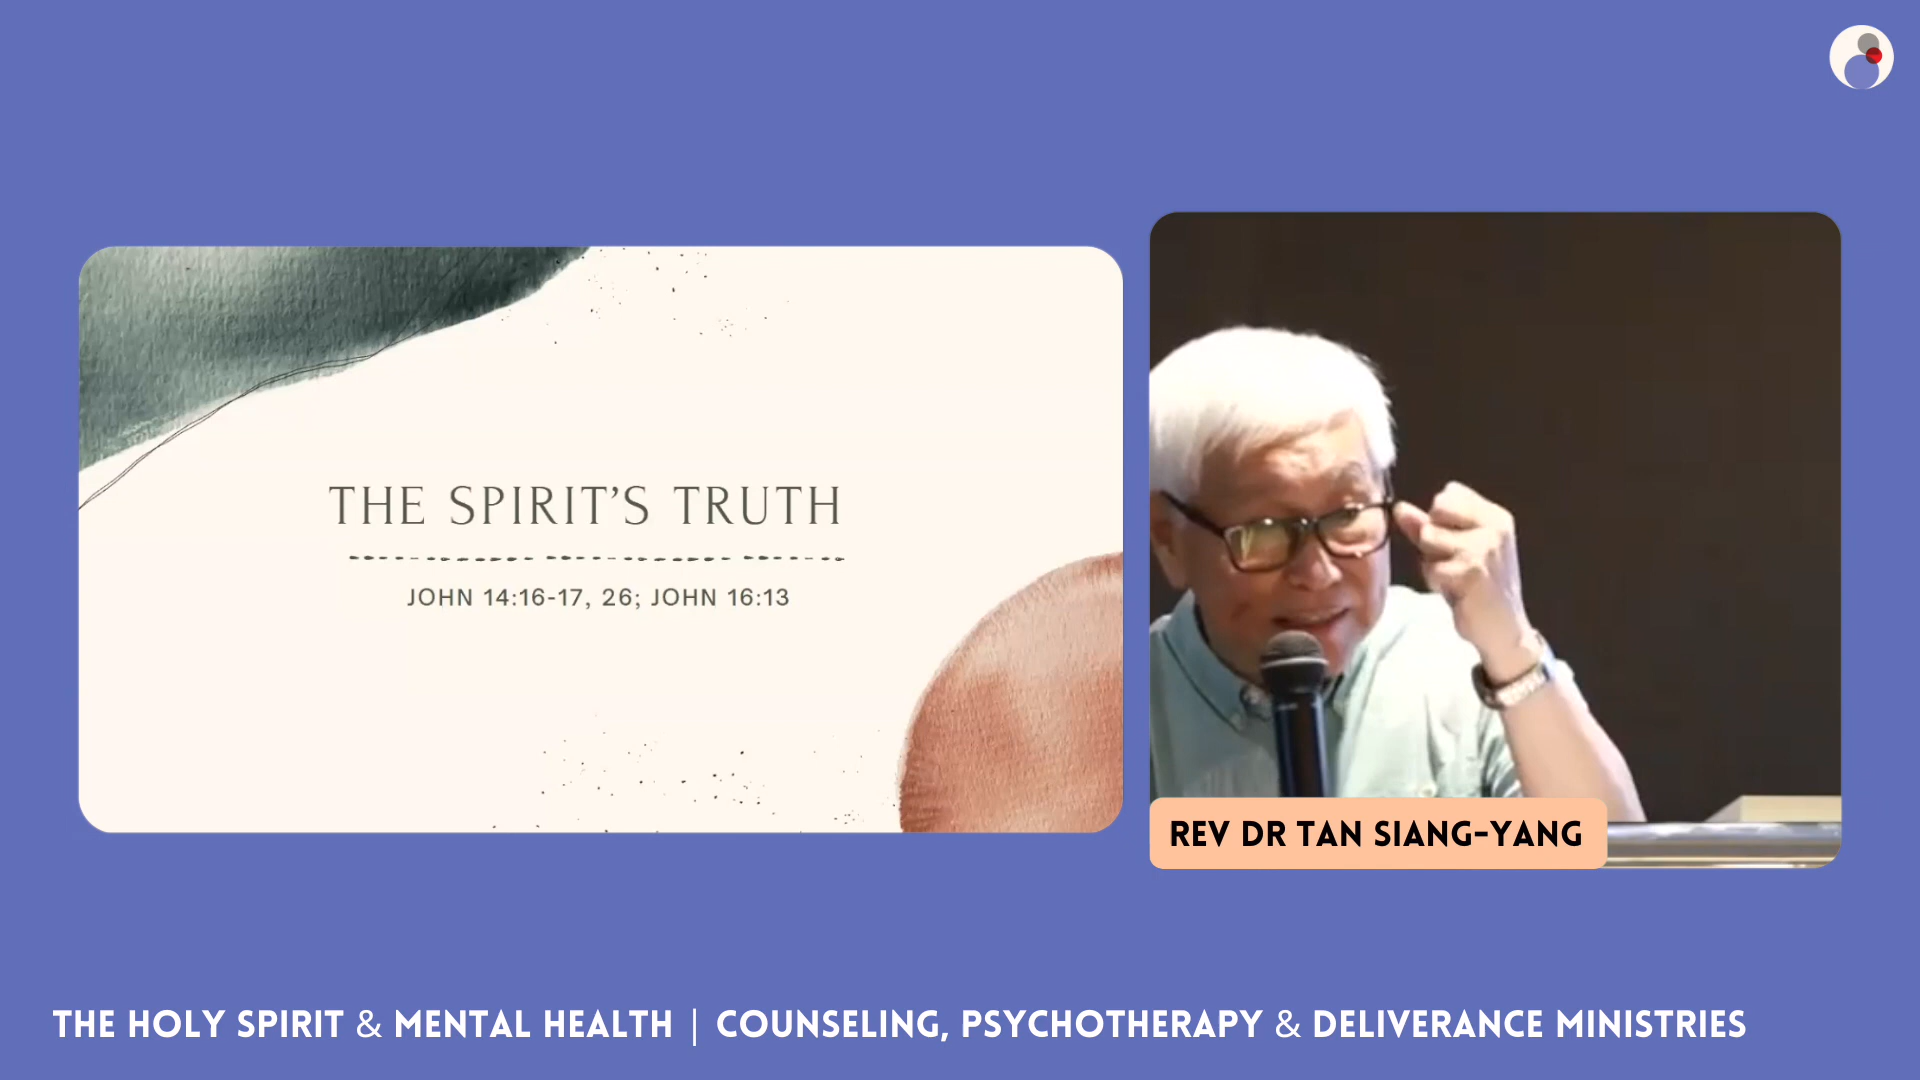 THE SPIRIT'S TRUTH
JOHN 14:16-17, 26; JOHN 16:13
REV DR TAN SIANG-YANG
THE HOLY SPIRIT & MENTAL HEALTH | COUNSELING, PSYCHOTHERAPY & DELIVERANCE MINISTRIES